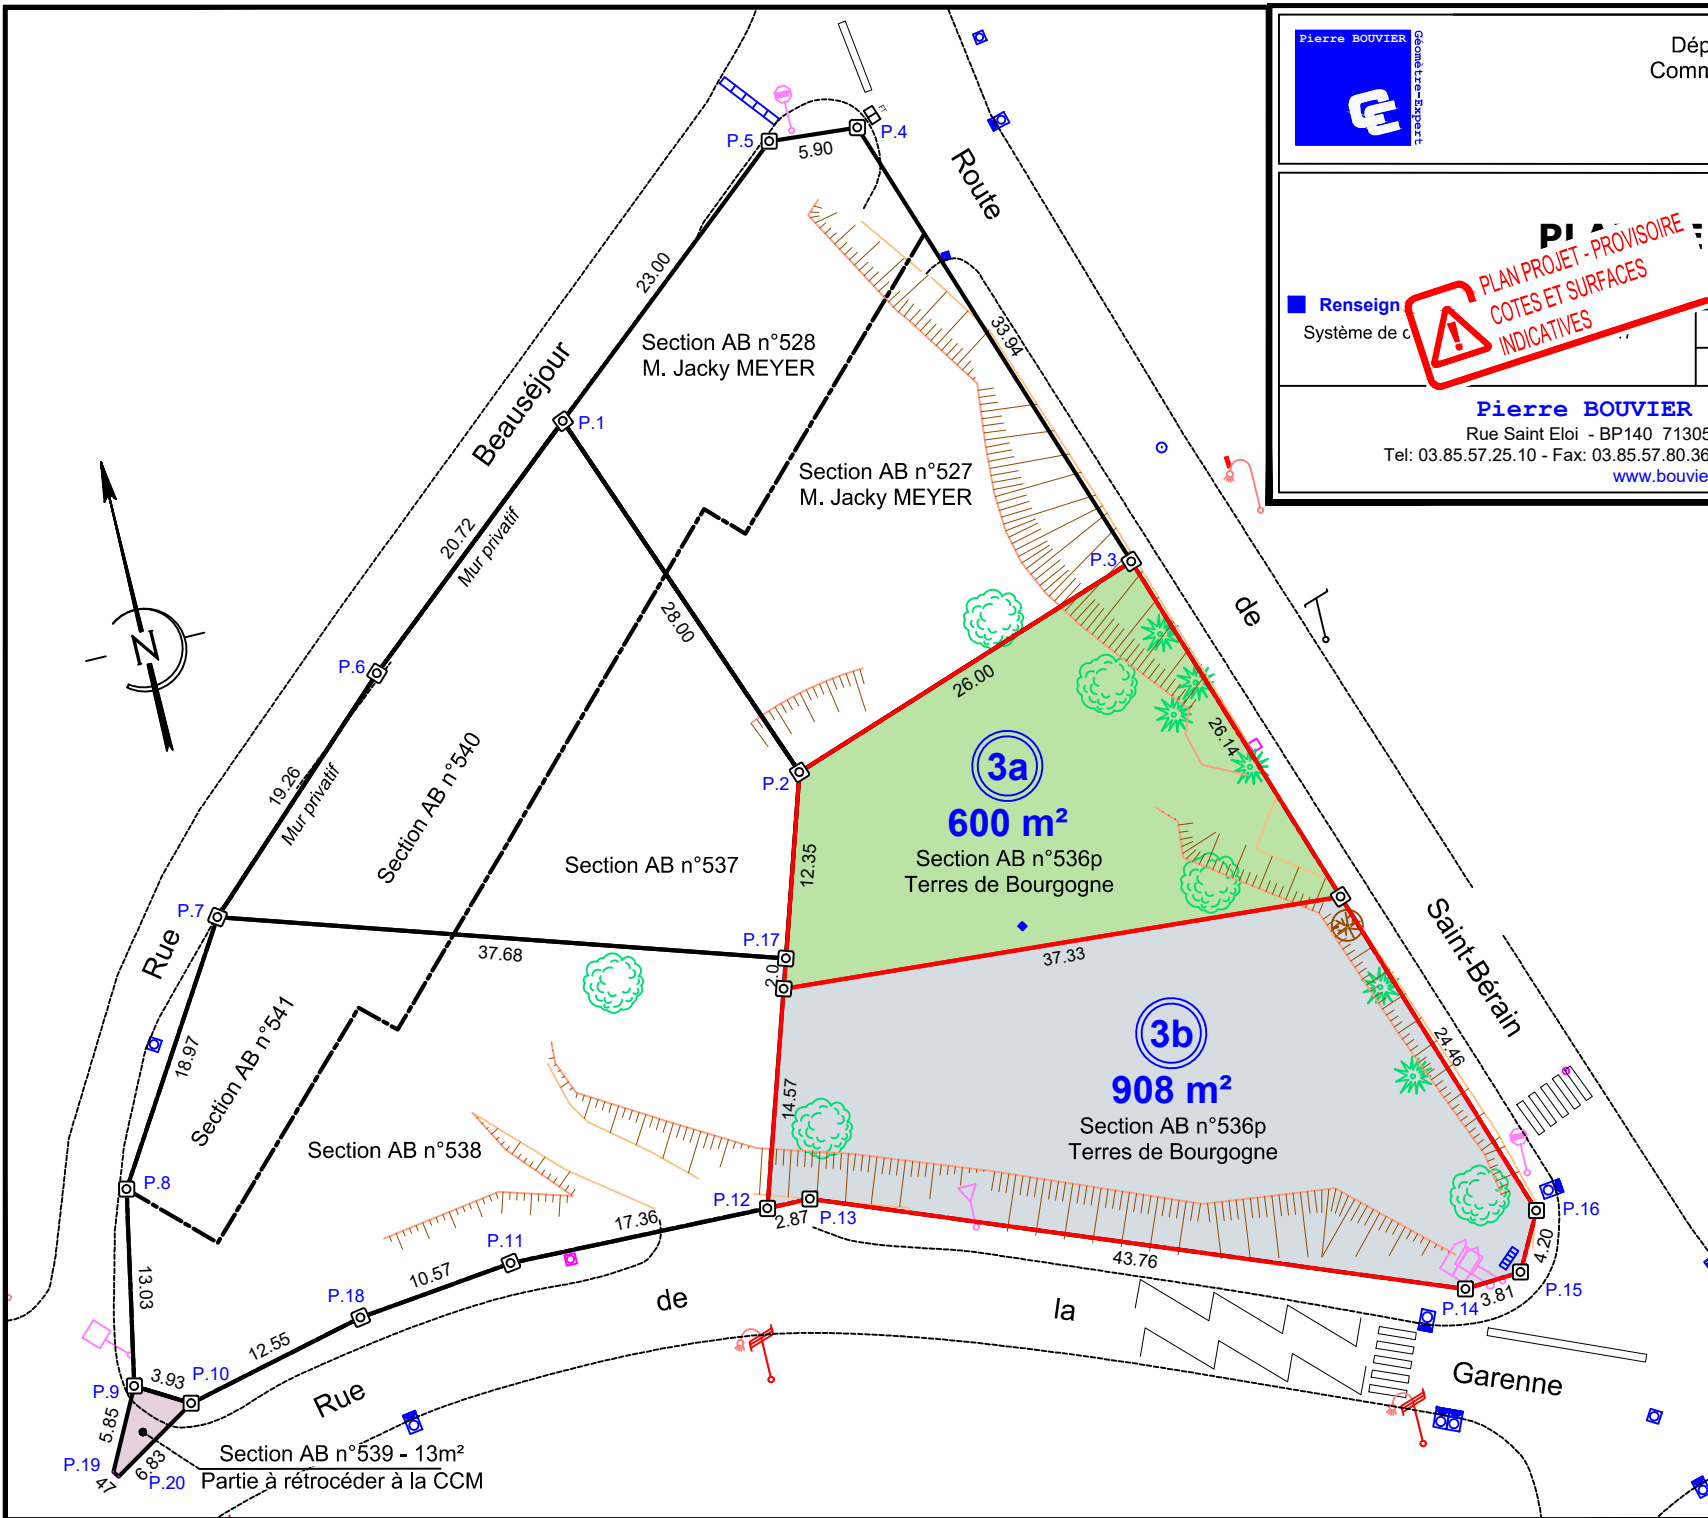 Pierre BOUVIER
Géomètre-Expert
Dép
Comm
PLAN PROJET - PROVISOIRE
COTES ET SURFACES
INDICATIVES
Renseign
Système de c
Pierre BOUVIER
Rue Saint Eloi - BP140 71305
Tel: 03.85.57.25.10 - Fax: 03.85.57.80.36
www.bouvie
P.5
P.4
5.90
FT
Route
23.00
33.94
Section AB n°528
M. Jacky MEYER
Beauséjour
P.1
Section AB n°527
M. Jacky MEYER
20.72
Mur privatif
P.3
28.00
de
P.6
26.00
26.14
19.26
Mur privatif
Section AB n°540
P.2
3a
600 m²
Section AB n°536p
Terres de Bourgogne
12.35
Section AB n°537
P.7
Rue
P.17
37.68
37.33
2.0
Saint-Bérain
18.97
Section AB n°541
3b
908 m²
Section AB n°536p
Terres de Bourgogne
24.46
14.57
Section AB n°538
P.8
P.12
P.13
2.87
P.16
17.36
P.11
4.20
43.76
10.57
13.03
P.18
de
la
P.14
3.81
P.15
12.55
3.93
P.10
P.9
Rue
Garenne
5.85
6.83
Section AB n°539 - 13m²
Partie à rétrocéder à la CCM
P.19
47
P.20
N